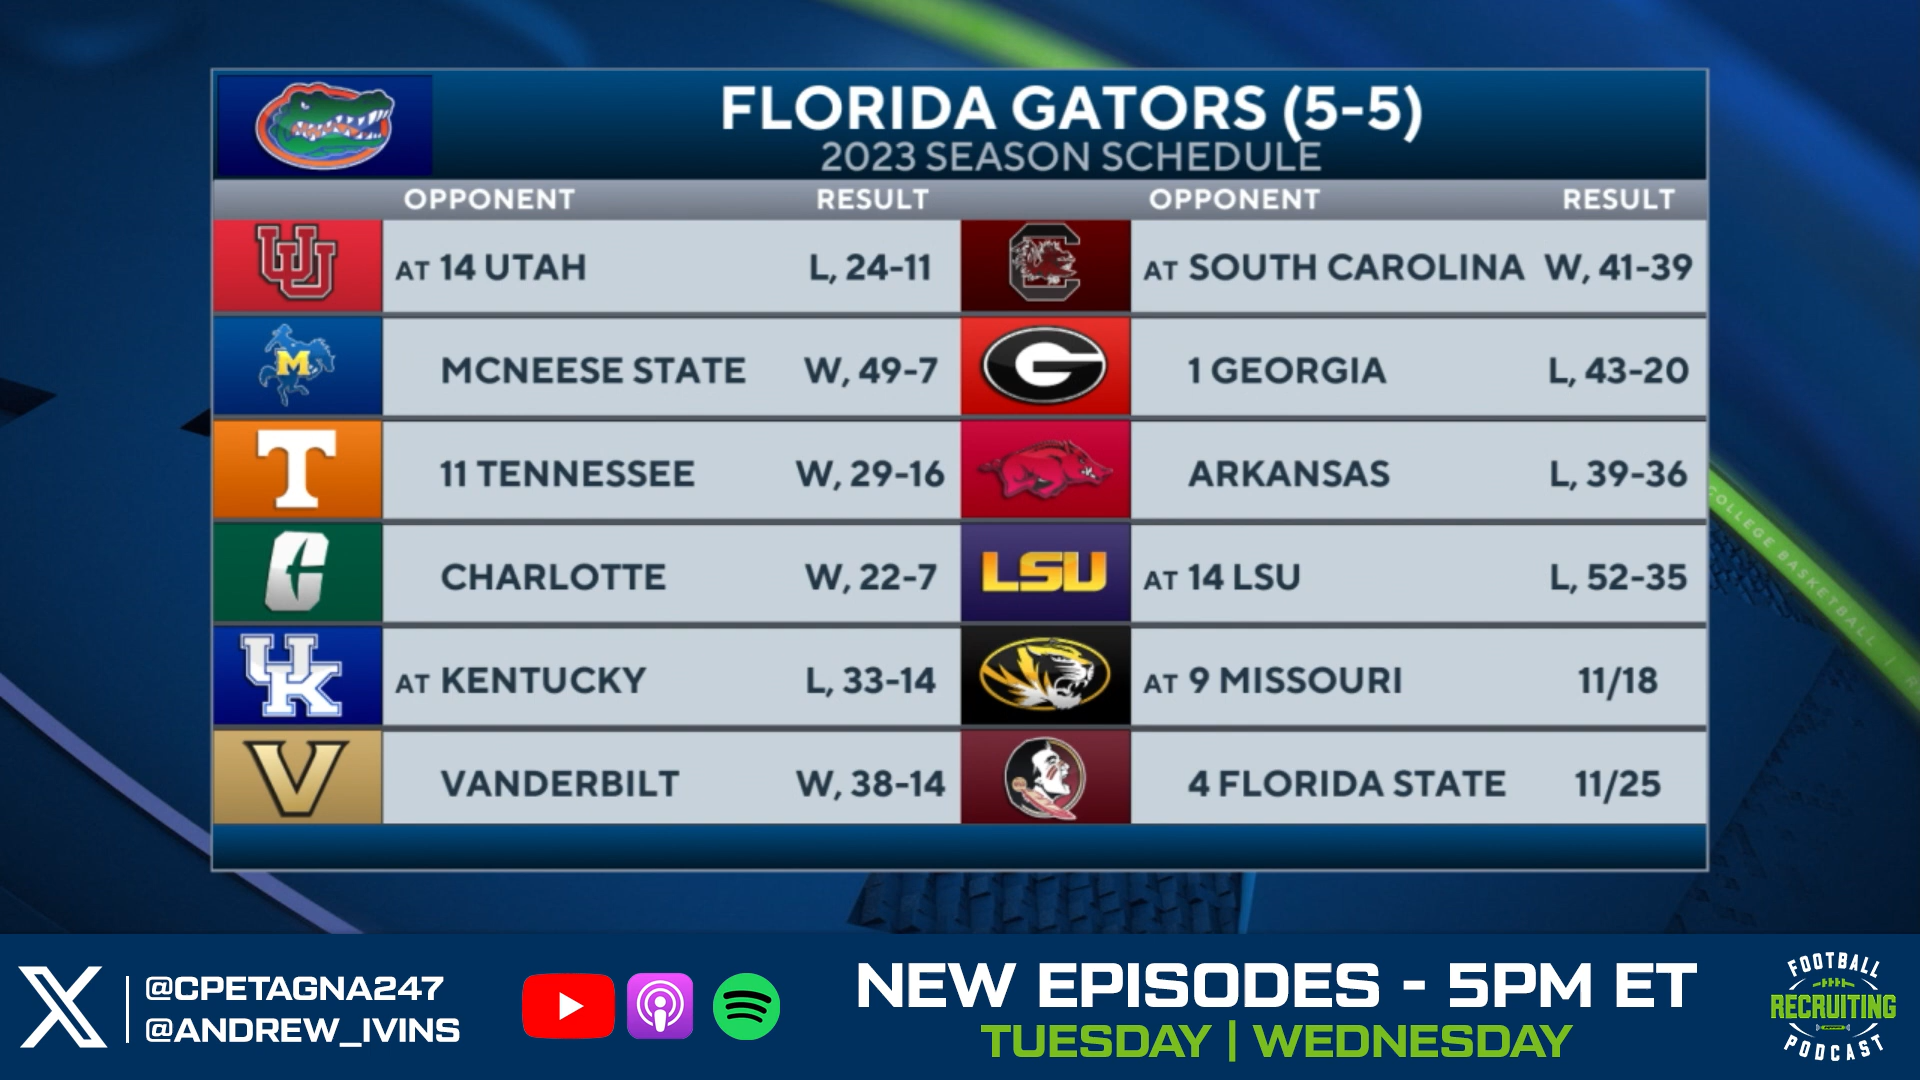 FLORIDA GATORS (5-5)
2023 SEASON SCHEDULE
OPPONENT RESULT OPPONENT RESULT
AT 14 UTAH L, 24-11
MCNEESE STATE W, 49-7
11 TENNESSEE W, 29-16
CHARLOTTE W, 22-7
AT KENTUCKY L, 33-14
VANDERBILT W, 38-14
AT SOUTH CAROLINA W, 41-39
1 GEORGIA L, 43-20
ARKANSAS L, 39-36
LSU AT 14 LSU L, 52-35
AT 9 MISSOURI 11/18
4 FLORIDA STATE 11/25
COLLEGE BASKETBALL |
@CPETAGNA247
@ANDREW_IVINS
NEW EPISODES - 5PM ET
TUESDAY | WEDNESDAY
FOOTBALL
RECRUITING
PODCAST